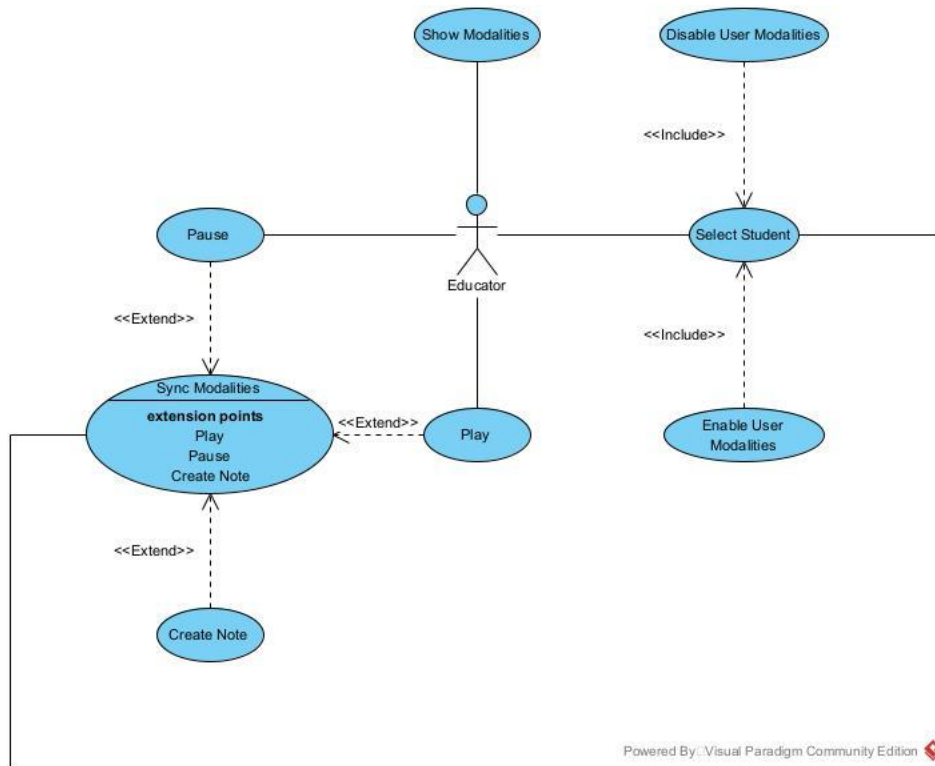 Show Modalities
Disable User Modalities
<<Include>>
Pause
Select Student
Educator
<<Extend>>
<<Include>>
Sync Modalities
extension points
Play
Pause
Create Note
<<Extend>>
Play
Enable User
Modalities
<<Extend>>
Create Note
Powered By Visual Paradigm Community Edition